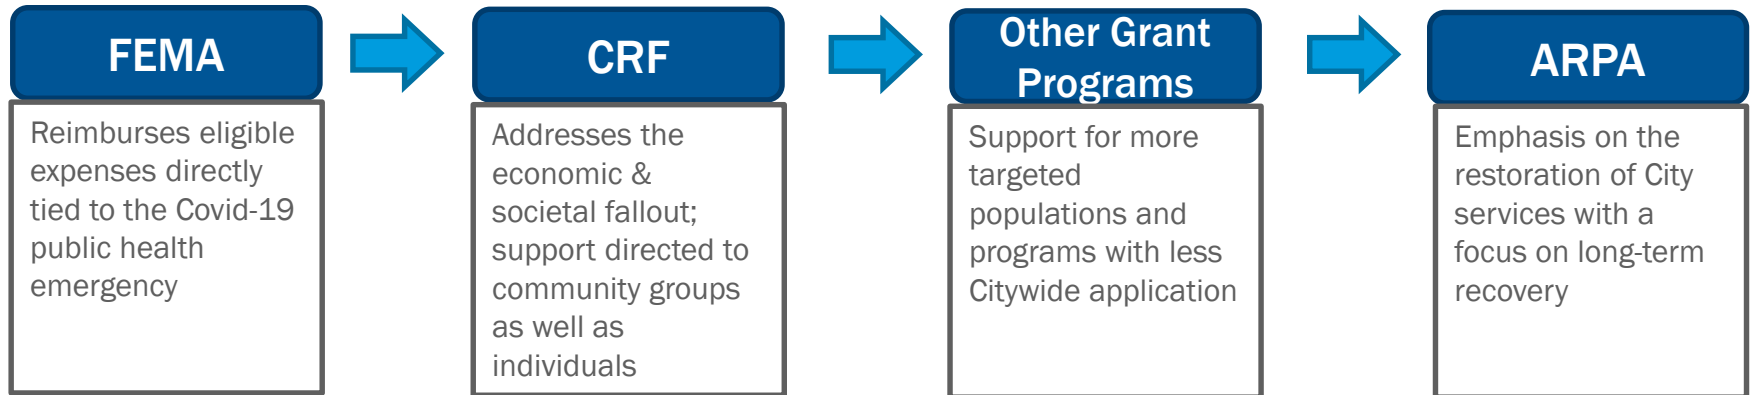 FEMA
Reimburses eligible
expenses directly
tied to the Covid-19
public health
emergency
CRF
Addresses the
economic &
societal fallout;
support directed to
community groups
as well as
individuals
Other Grant
Programs
Support for more
targeted
populations and
programs with less
Citywide application
ARPA
Emphasis on the
restoration of City
services with a
focus on long-term
recovery